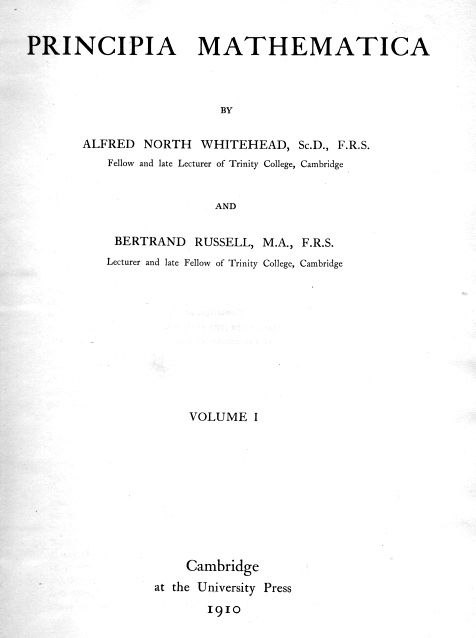 PRINCIPIA MATHEMATICA
BY
ALFRED NORTH WHITEHEAD, Sc.D., F.R.S.
Fellow and late Lecturer of Trinity College, Cambridge
AND
BERTRAND RUSSELL, M.A., F.R.S.
Lecturer and late Fellow of Trinity College, Cambridge
VOLUME I
Cambridge
at the University Press
1910